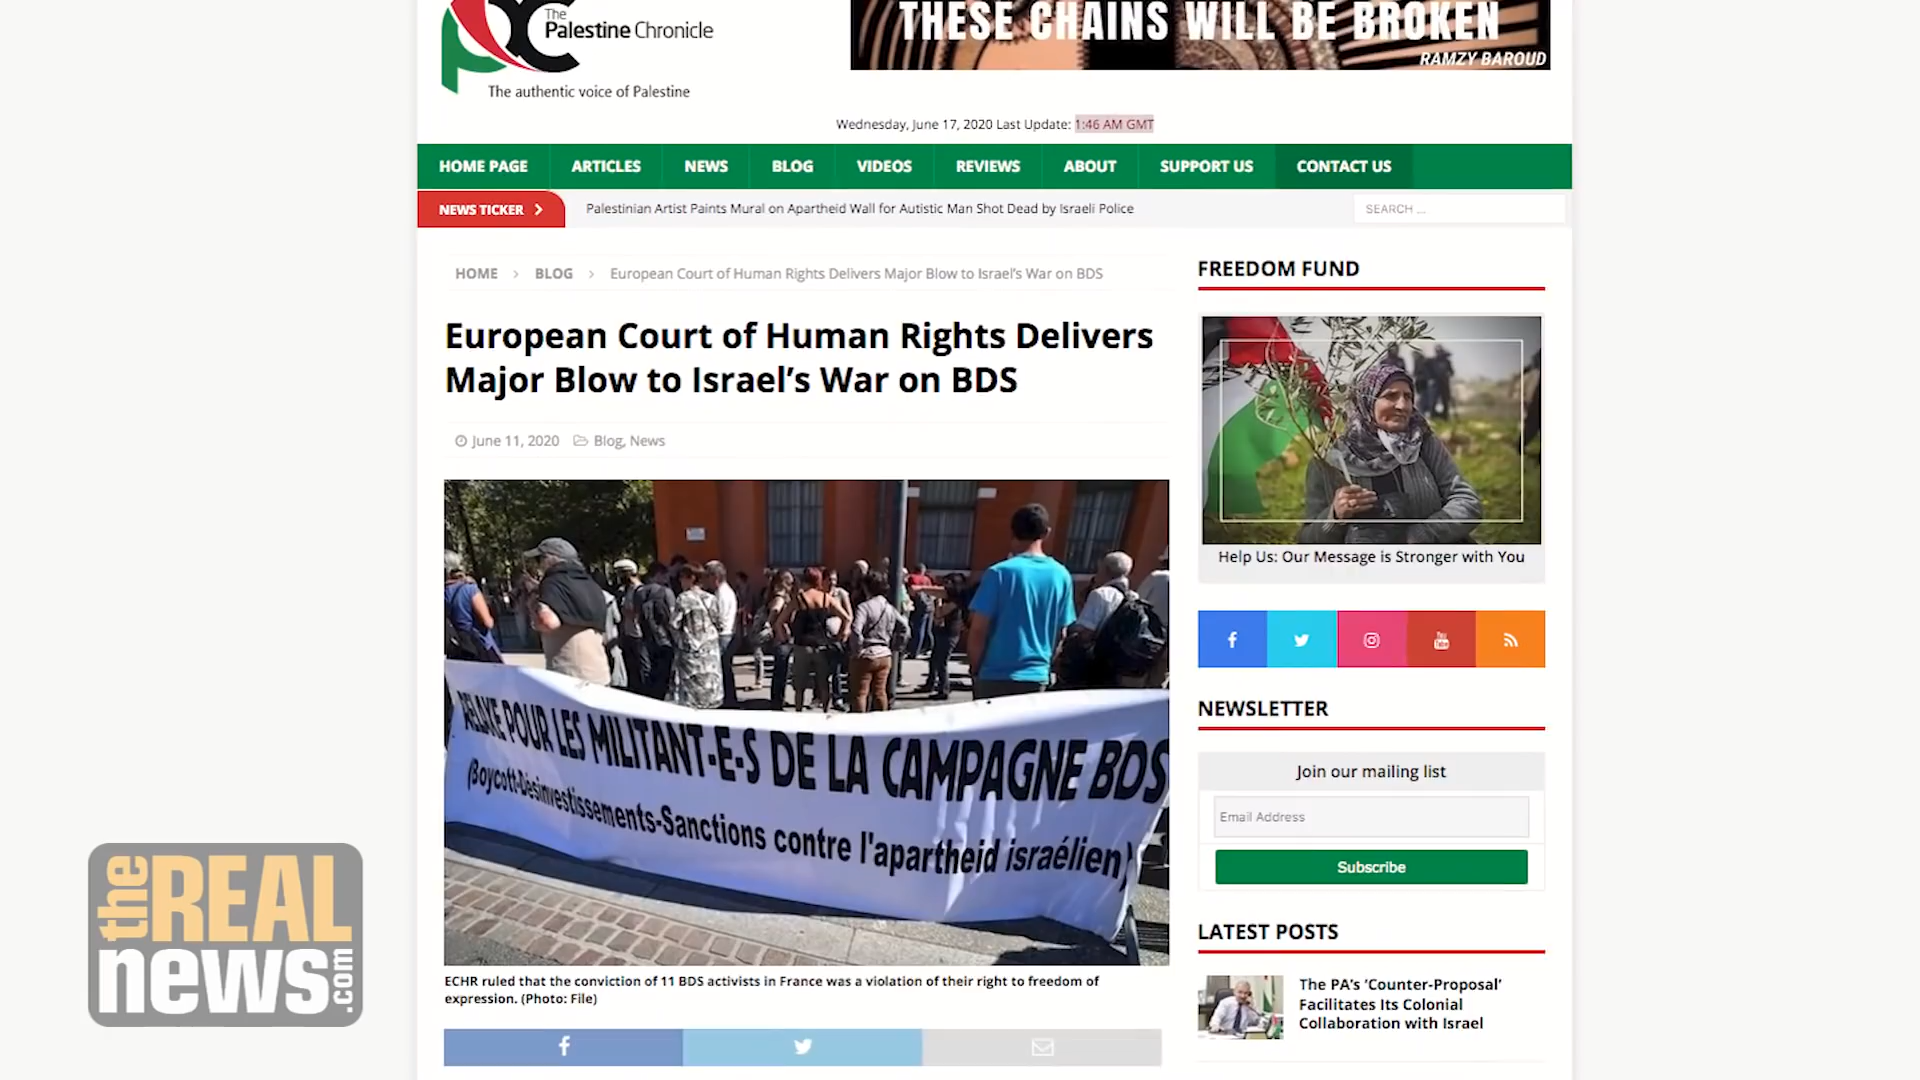 The
Palestine Chronicle
The authentic voice of Palestine
THESE CHAINS WILL BE BROKEN
RAMZY BAROUD
Wednesday, June 17, 2020 Last Update: 1:46 AM GMT
HOME PAGE ARTICLES NEWS BLOG VIDEOS REVIEWS ABOUT SUPPORT US CONTACT US
NEWS TICKER Palestinian Artist Paints Mural on Apartheid Wall for Autistic Man Shot Dead by Israeli Police SEARCH ...
HOME > BLOG > European Court of Human Rights Delivers Major Blow to Israel's War on BDS
European Court of Human Rights Delivers
Major Blow to Israel's War on BDS
June 11, 2020 Blog, News
RELAXE POUR LES MILITANT-E-S DE LA CAMPAGNE BDS
(Boycott-Désinvestissements-Sanctions contre l'apartheid israélien)
ECHR ruled that the conviction of 11 BDS activists in France was a violation of their right to freedom of
expression. (Photo: File)
FREEDOM FUND
Help Us: Our Message is Stronger with You
NEWSLETTER
Join our mailing list
Email Address
Subscribe
LATEST POSTS
The PA's 'Counter-Proposal'
Facilitates Its Colonial
Collaboration with Israel
the REAL
news.com